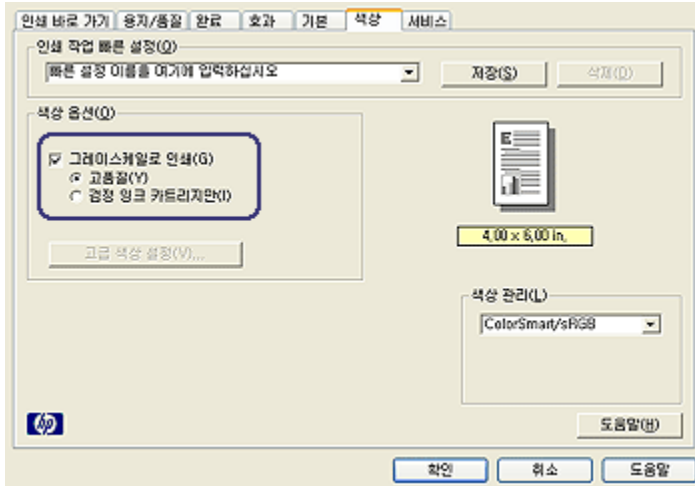 인쇄 바로 가기 용지/품질 완료 효과 기본 색상 서비스
인쇄 작업 빠른 설정(Q)
빠른 설정 이름을 여기에 입력하십시오
저장(S) 삭제(D)
색상 옵션(O)
그레이스케일로 인쇄(G)
고품질(Y)
검정 잉크 카트리지만(I)
고급 색상 설정(V)...
E
4.00 x 6.00 in.
색상 관리(L)
ColorSmart/sRGB
hp
도움말(H)
확인 취소 도움말